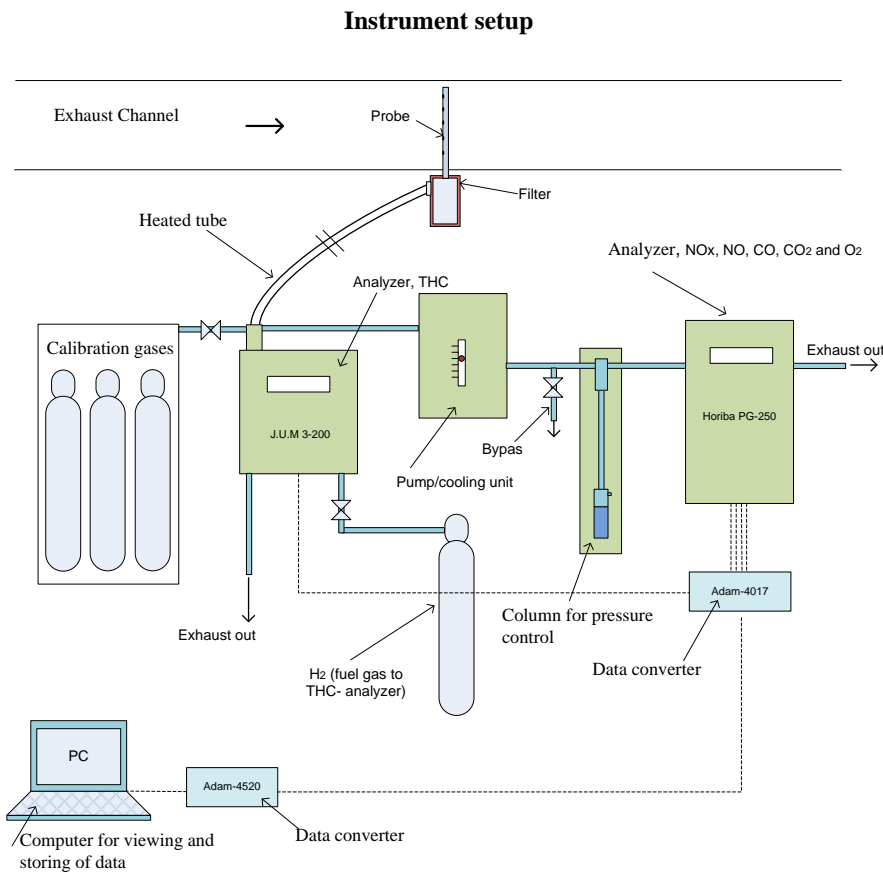 Instrument setup
Exhaust Channel
Probe
Filter
Heated tube
Analyzer, NOx, NO, CO, CO2 and O2
Analyzer, THC
Calibration gases
Exhaust out
J.U.M 3-200
Horiba PG-250
Bypas
Pump/cooling unit
Adam-4017
Column for pressure
control
Exhaust out
Data converter
H2 (fuel gas to
THC- analyzer)
PC
Adam-4520
Data converter
Computer for viewing and
storing of data